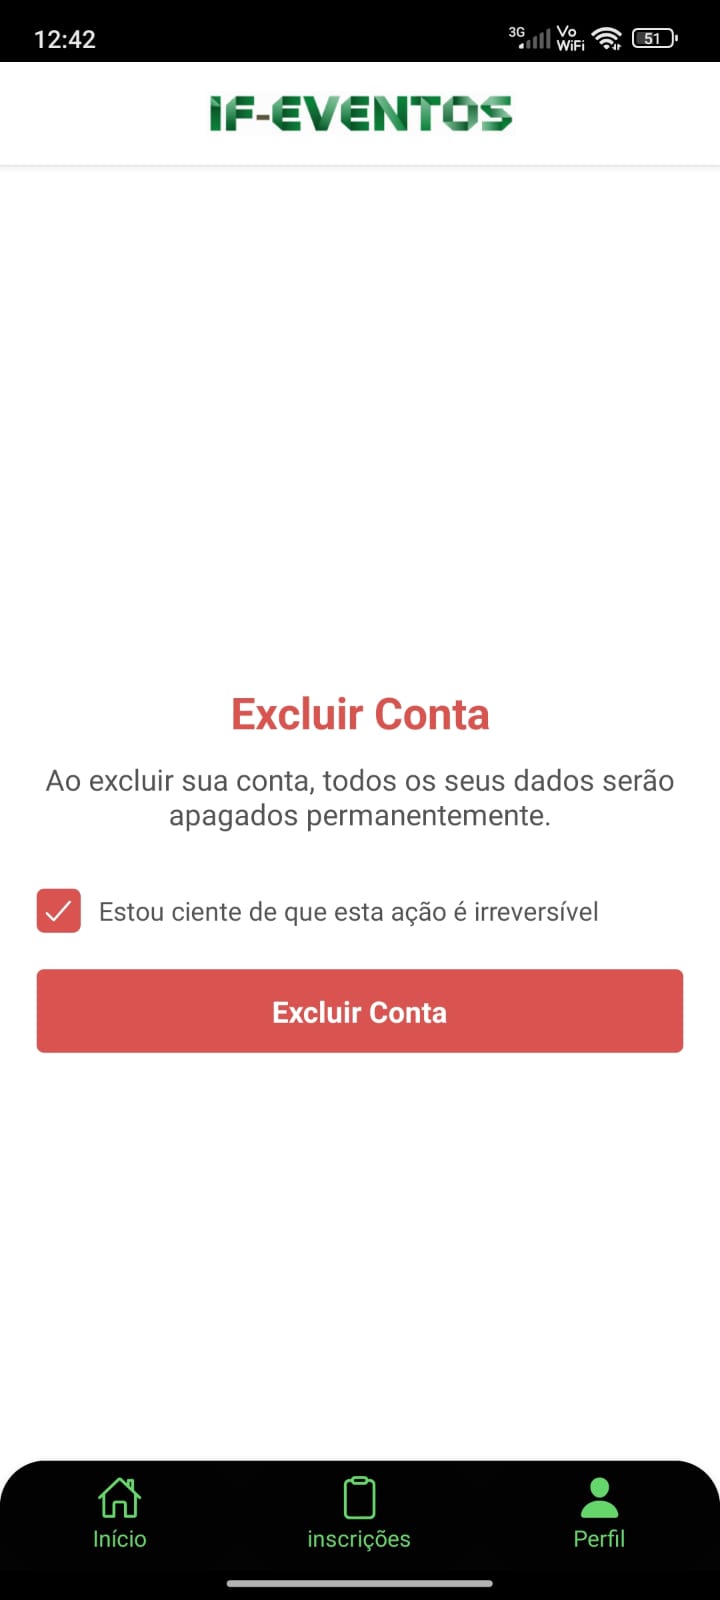 12:42
3G
Vo
WiFi
51
IF-EVENTOS
Excluir Conta
Ao excluir sua conta, todos os seus dados serão
apagados permanentemente.
Estou ciente de que esta ação é irreversível
Excluir Conta
Início
inscrições
Perfil